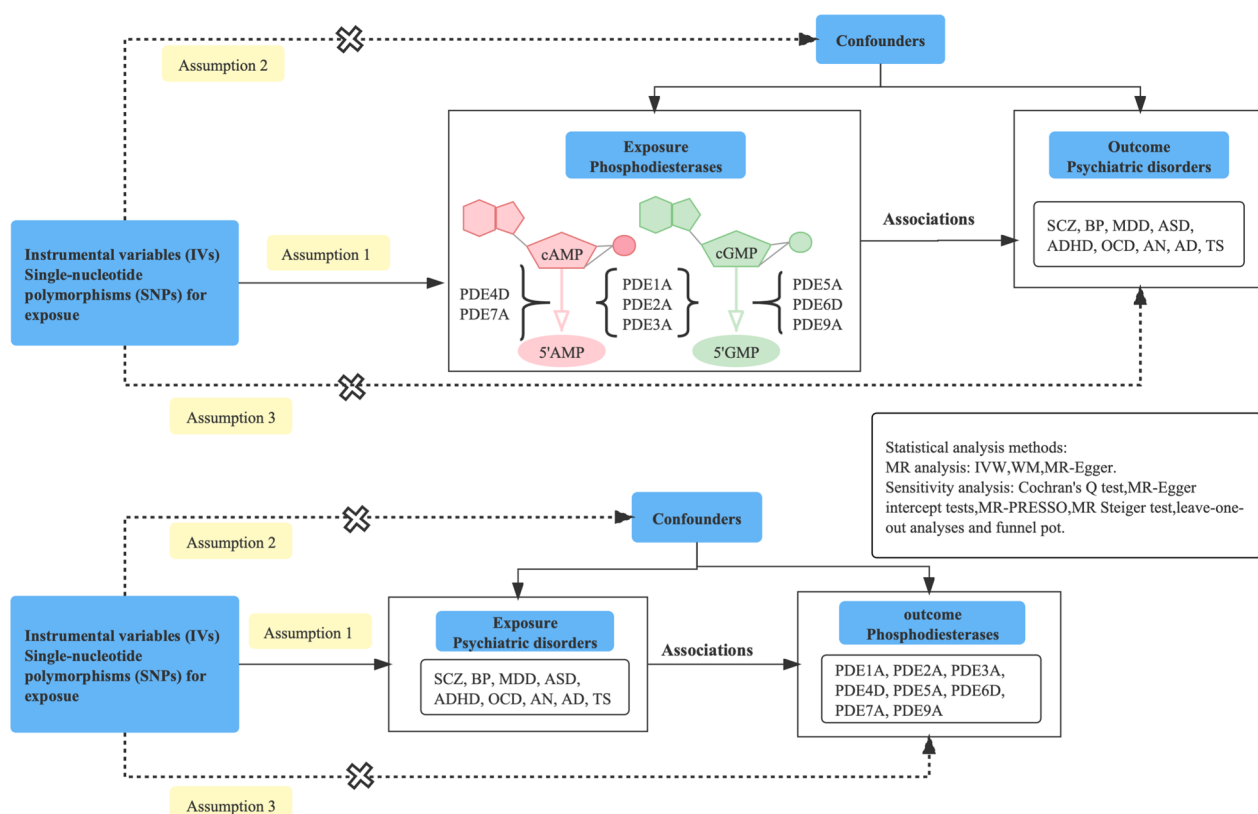 Confounders
Assumption 2
Exposure
Phosphodiesterases
Outcome
Psychiatric disorders
Instrumental variables (IVs)
Single-nucleotide
polymorphisms (SNPs) for
exposue
Assumption 1
cAMP
cGMP
PDE4D
PDE7A
PDE1A
PDE2A
PDE3A
PDE5A
PDE6D
PDE9A
5'AMP
5'GMP
Associations
SCZ, BP, MDD, ASD,
ADHD, OCD, AN, AD, TS
Assumption 3
Statistical analysis methods:
MR analysis: IVW,WM,MR-Egger.
Sensitivity analysis: Cochran's Q test,MR-Egger
intercept tests,MR-PRESSO,MR Steiger test,leave-one-
out analyses and funnel pot.
Confounders
Assumption 2
Instrumental variables (IVs)
Single-nucleotide
polymorphisms (SNPs) for
exposue
Assumption 1
Exposure
Psychiatric disorders
SCZ, BP, MDD, ASD,
ADHD, OCD, AN, AD, TS
Associations
outcome
Phosphodiesterases
PDE1A, PDE2A, PDE3A,
PDE4D, PDE5A, PDE6D,
PDE7A, PDE9A
Assumption 3